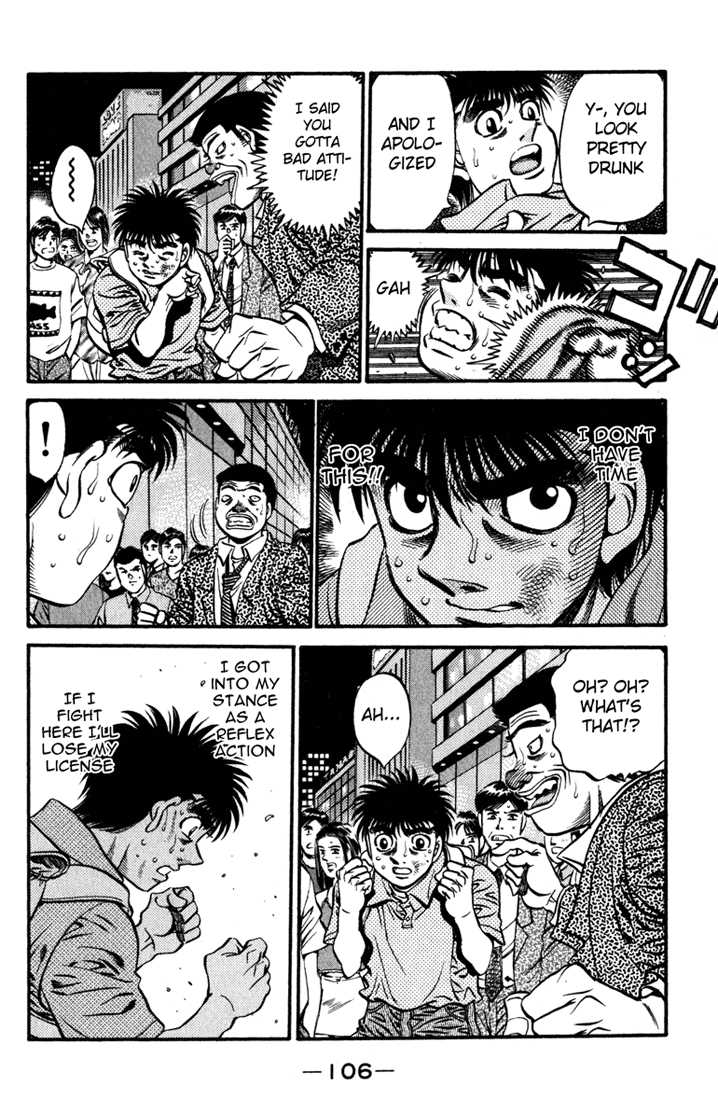 Y-, YOU
LOOK
PRETTY
DRUNK
AND I
APOLO-
GIZED
GAH
I SAID
YOU
GOTTA
BAD ATTI-
TUDE!
I DON'T
HAVE
TIME
FOR
THIS!!
!
OH? OH?
WHAT'S
THAT!?
AH...
I GOT
INTO MY
STANCE
AS A
REFLEX
ACTION
IF I
FIGHT
HERE I'LL
LOSE MY
LICENSE
—106—